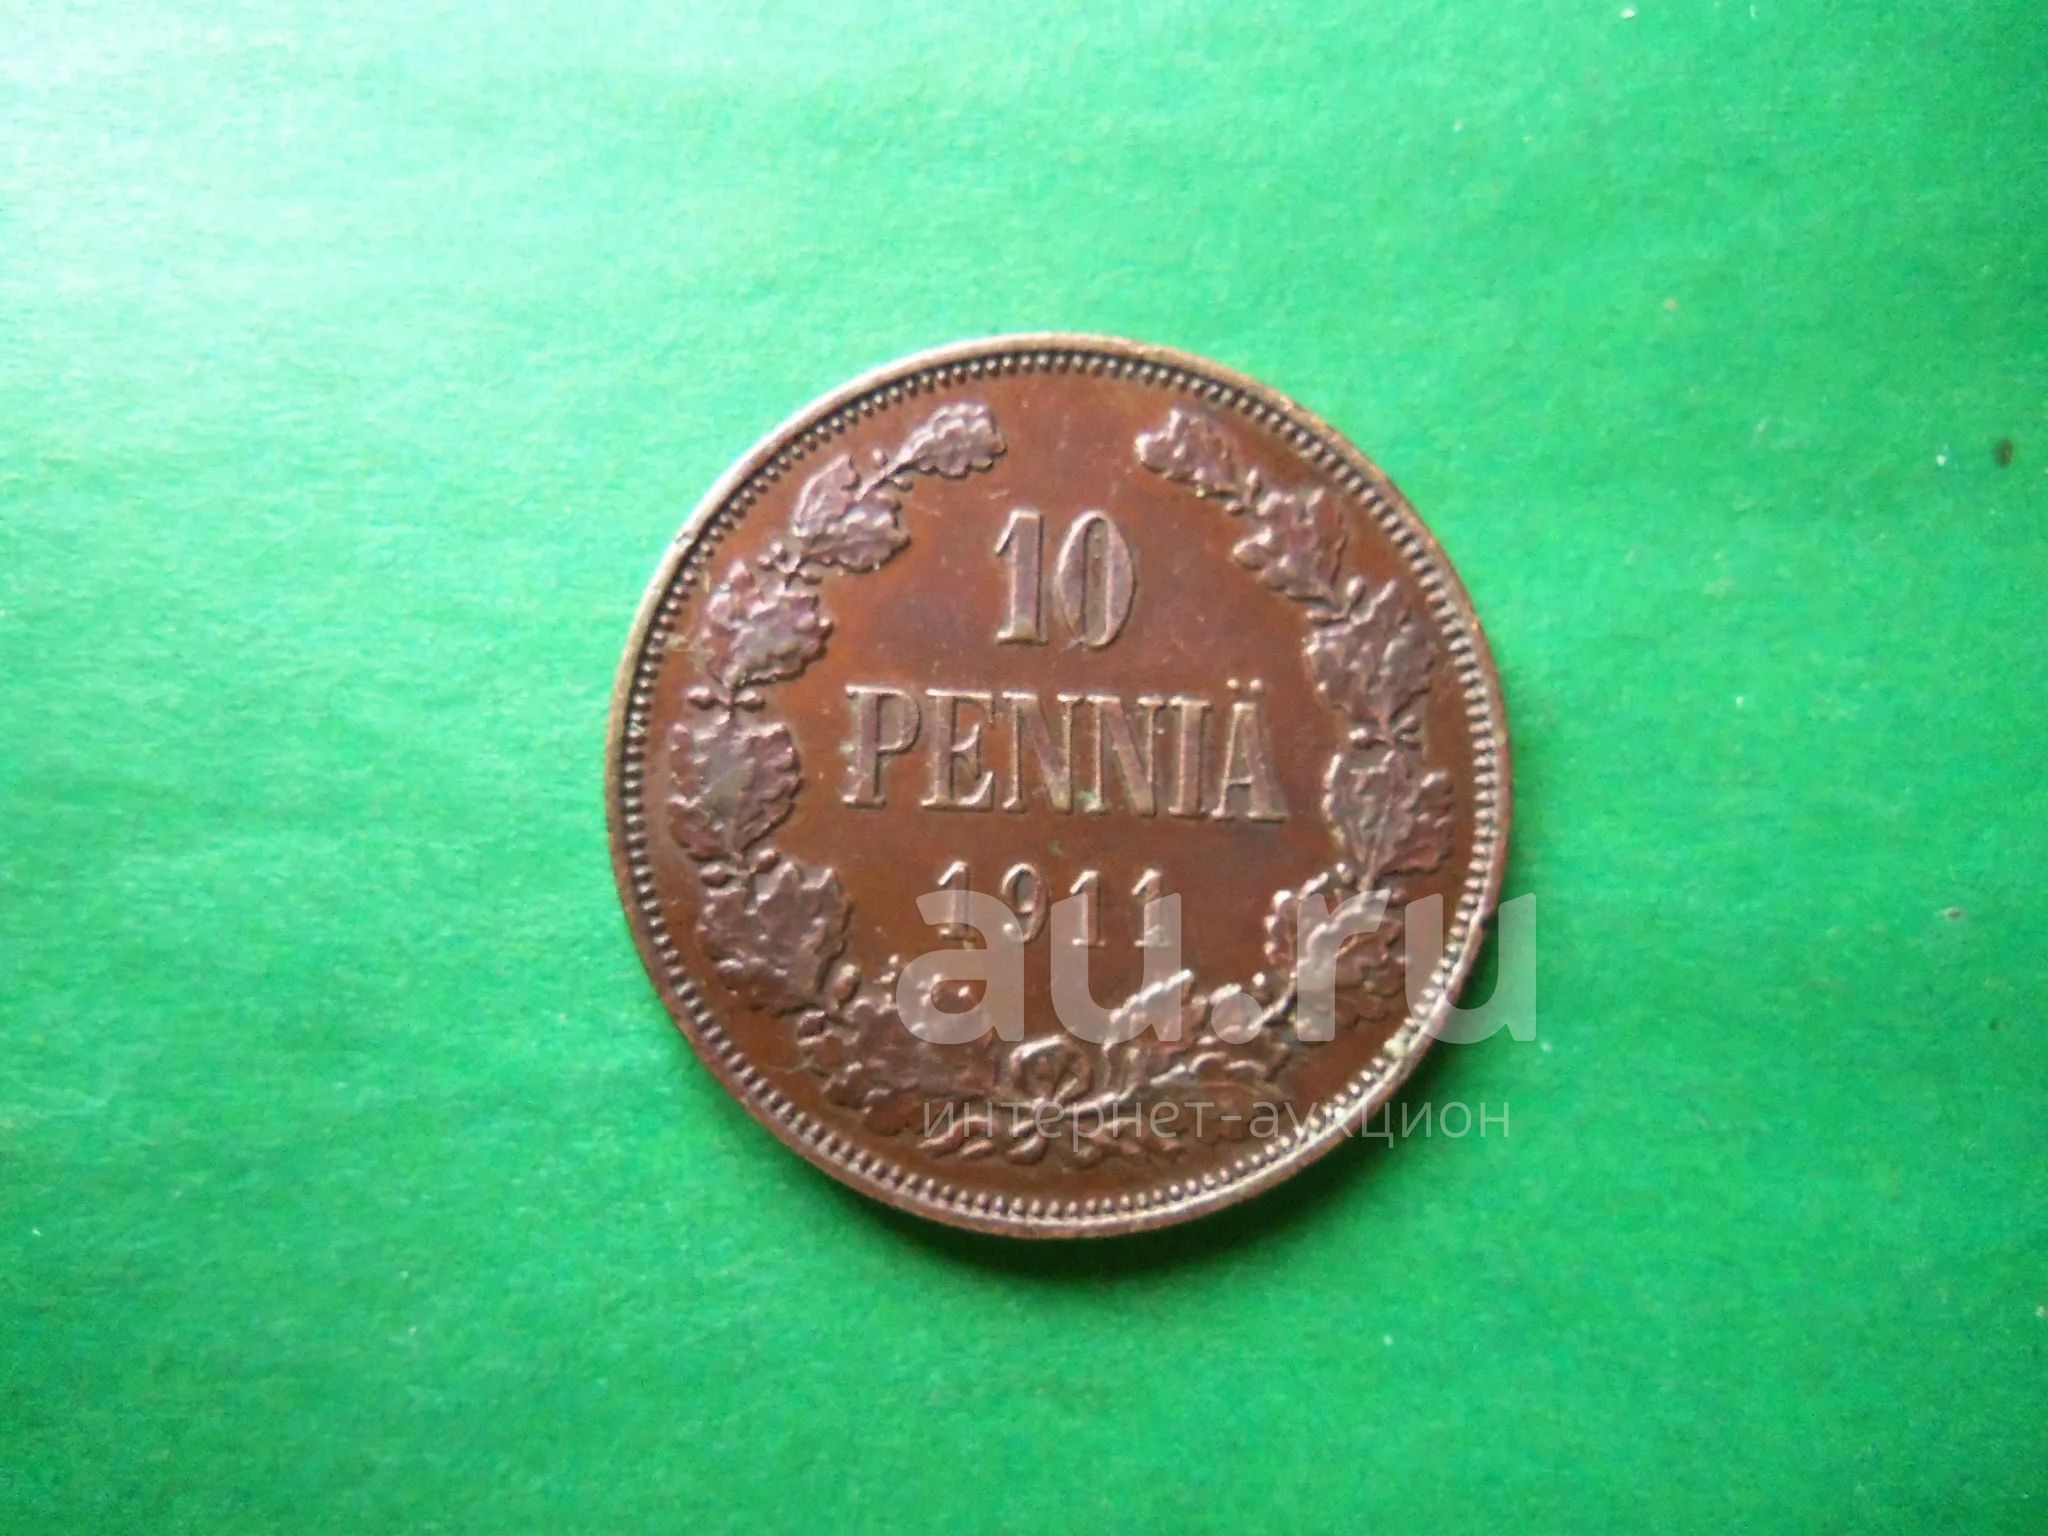 10
PENNIÄ
1911
au.ru
интернет-аукцион